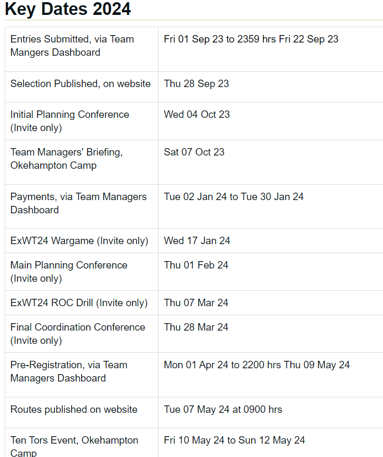 Key Dates 2024
Entries Submitted, via Team
Mangers Dashboard
Fri 01 Sep 23 to 2359 hrs Fri 22 Sep 23
Selection Published, on website
Thu 28 Sep 23
Initial Planning Conference
(Invite only)
Wed 04 Oct 23
Team Managers' Briefing,
Okehampton Camp
Sat 07 Oct 23
Payments, via Team Managers
Dashboard
Tue 02 Jan 24 to Tue 30 Jan 24
ExWT24 Wargame (Invite only)
Wed 17 Jan 24
Main Planning Conference
(Invite only)
Thu 01 Feb 24
ExWT24 ROC Drill (Invite only)
Thu 07 Mar 24
Final Coordination Conference
(Invite only)
Thu 28 Mar 24
Pre-Registration, via Team
Managers Dashboard
Mon 01 Apr 24 to 2200 hrs Thu 09 May 24
Routes published on website
Tue 07 May 24 at 0900 hrs
Ten Tors Event, Okehampton
Camp
Fri 10 May 24 to Sun 12 May 24